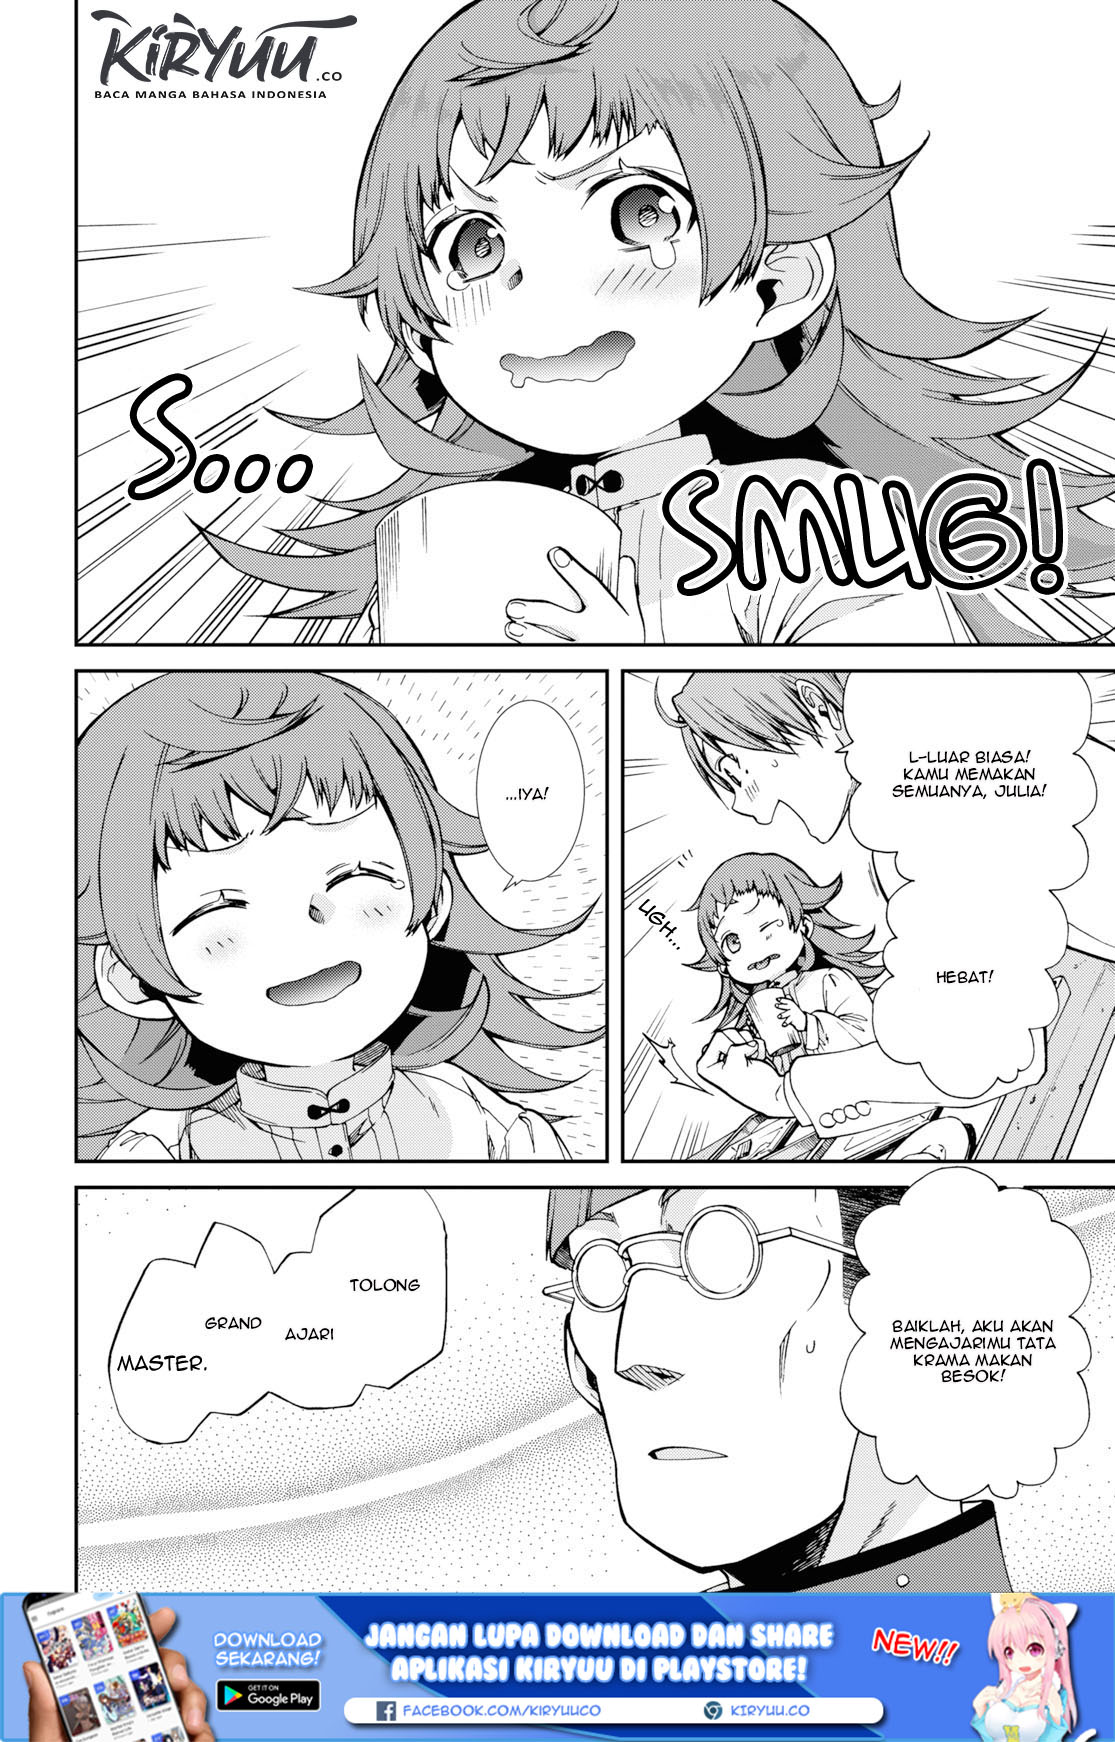 KIRYUU.CO
BACA MANGA BAHASA INDONESIA
Sooo
SMUG!
L-LUAR BIASA!
KAMU MEMAKAN
SEMUANYA, JULIA!
HEBAT!
UGH...
...IYA!
BAIKLAH, AKU AKAN
MENGAJARIMU TATA
KRAMA MAKAN
BESOK!
TOLONG
AJARI
GRAND
MASTER.
DOWNLOAD
SEKARANG!
GET IT ON
Google Play
JANGAN LUPA DOWNLOAD DAN SHARE
APLIKASI KIRYUU DI PLAYSTORE!
FACEBOOK.COM/KIRYUUCO
KIRYUU.CO
NEW!!